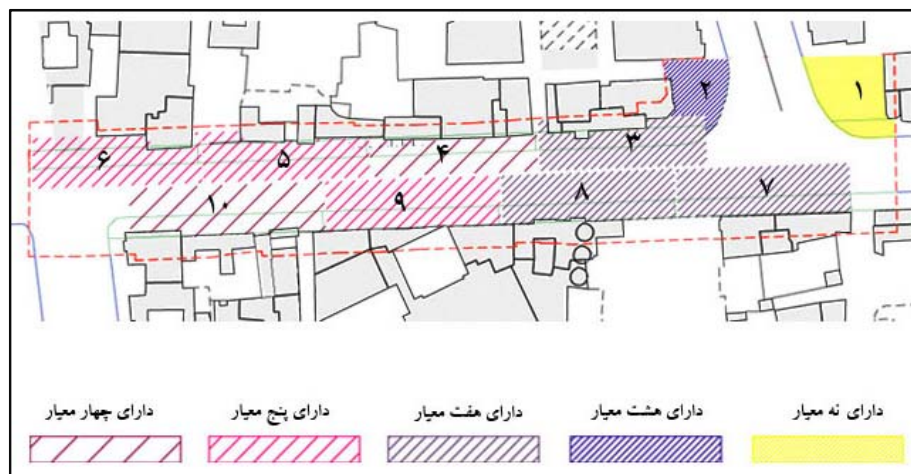 ۱
۲
۳
۴
۵
۶
۷
۸
۹
۱۰
دارای نه معیار
دارای هشت معیار
دارای هفت معیار
دارای پنج معیار
دارای چهار معیار